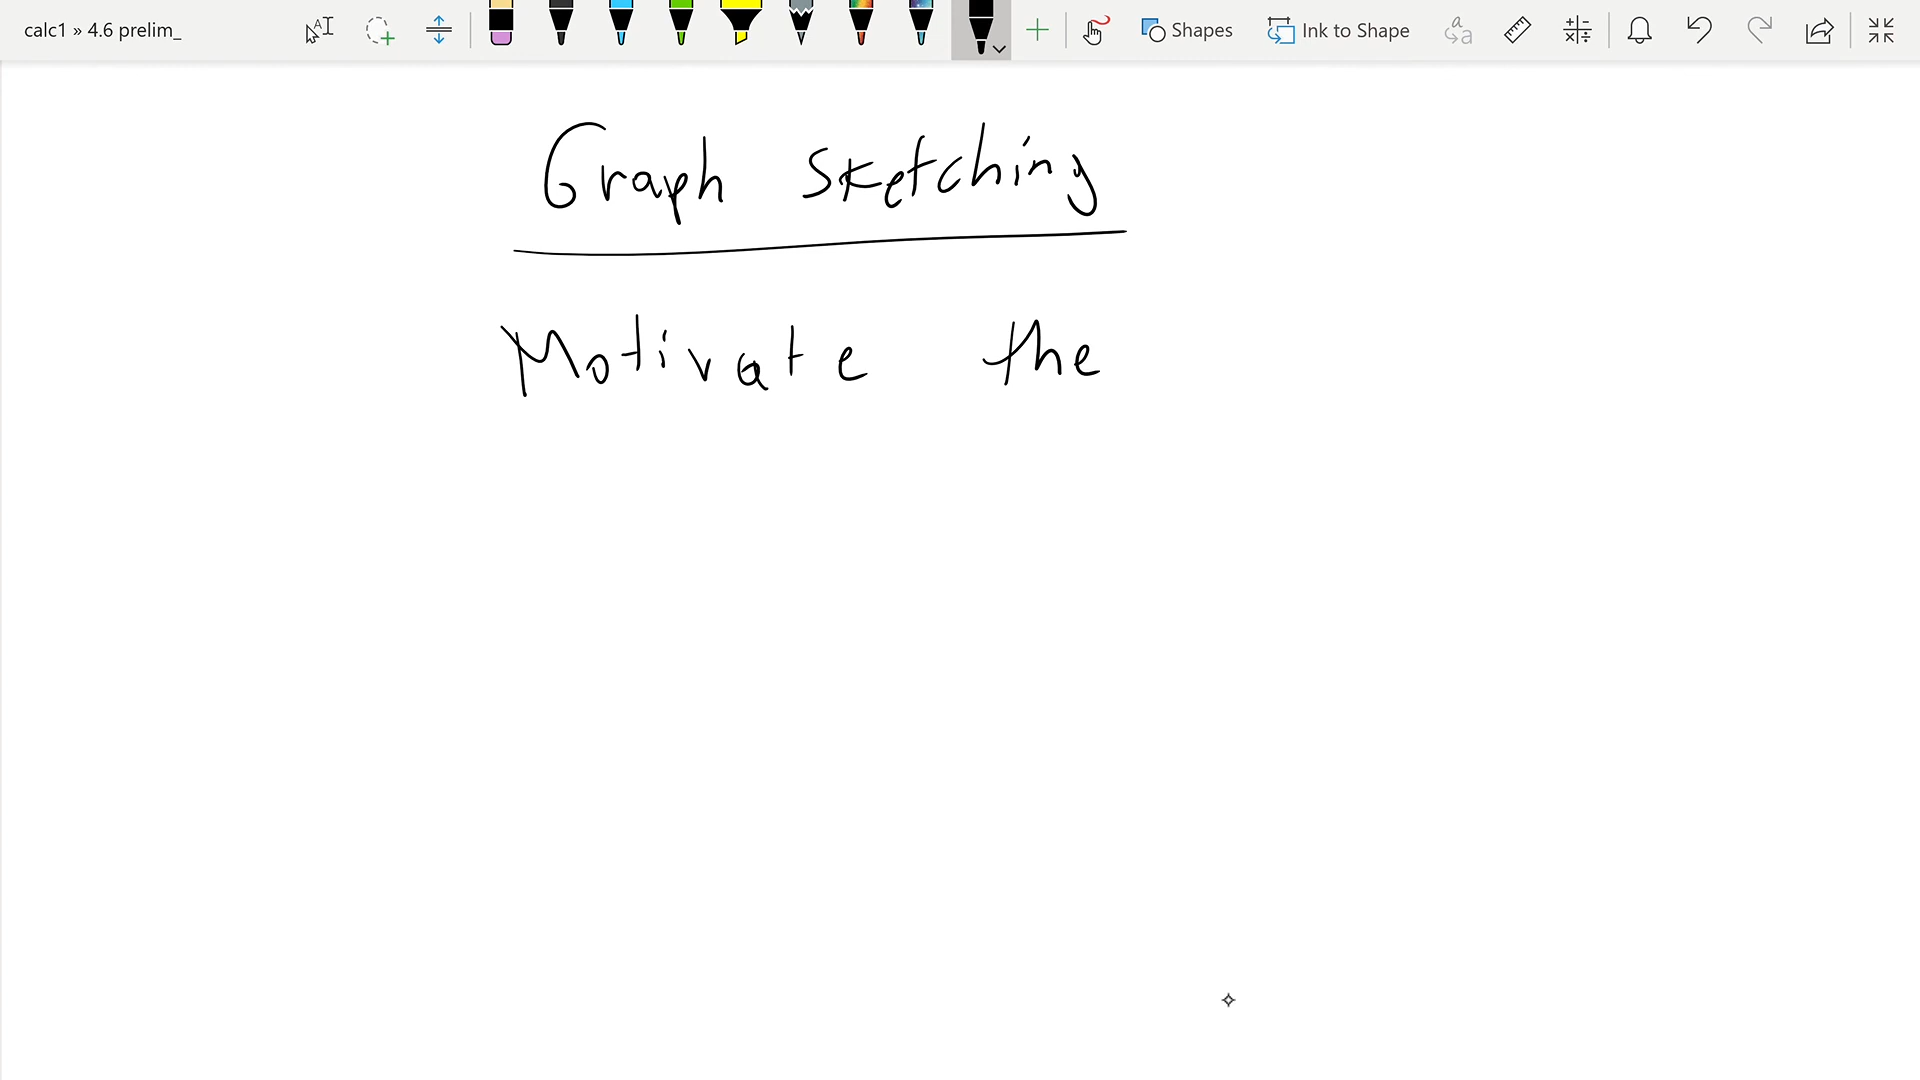 calc1 » 4.6 prelim_
Shapes
Ink to Shape
Graph Sketching
Motivate the